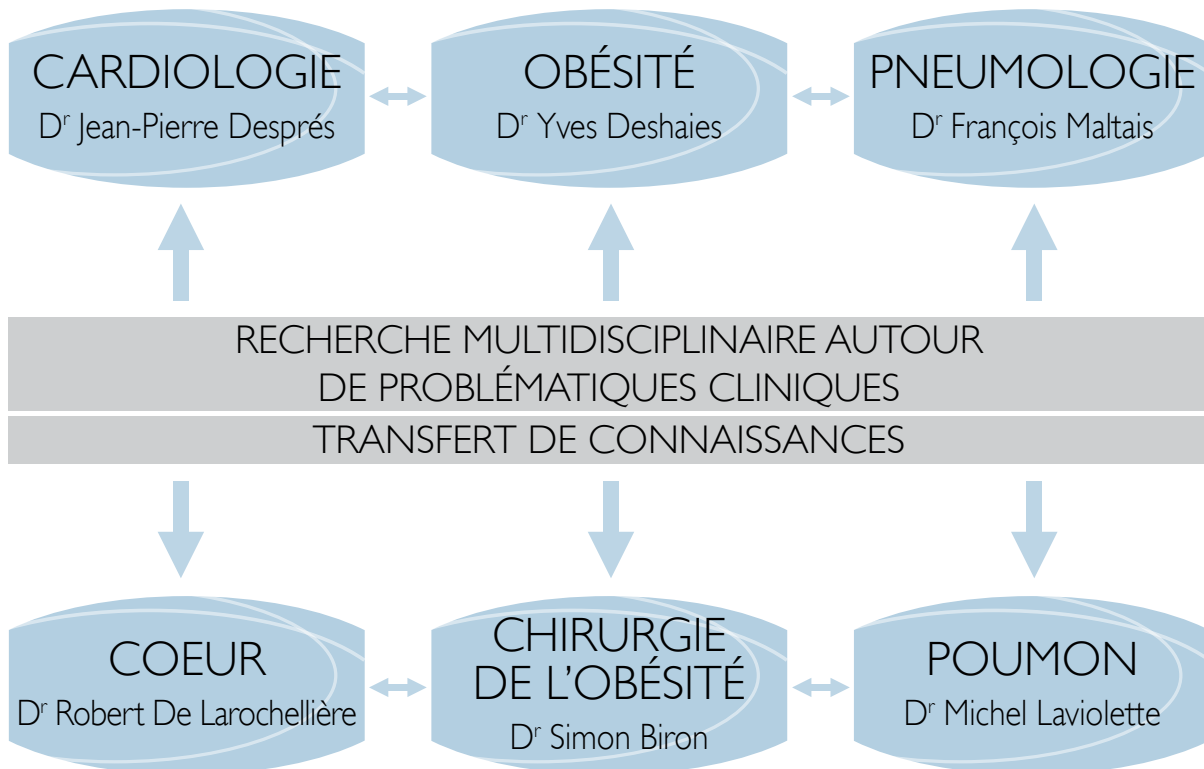 CARDIOLOGIE
Dr Jean-Pierre Després
OBÉSITÉ
Dr Yves Deshaies
PNEUMOLOGIE
Dr François Maltais
RECHERCHE MULTIDISCIPLINAIRE AUTOUR
DE PROBLÉMATIQUES CLINIQUES
TRANSFERT DE CONNAISSANCES
COEUR
Dr Robert De Larochellière
CHIRURGIE
DE L'OBÉSITÉ
Dr Simon Biron
POUMON
Dr Michel Laviolette